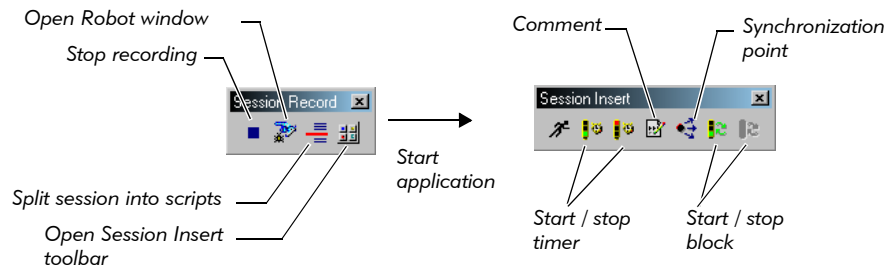 Open Robot window
Stop recording
Session Record
Split session into scripts
Open Session Insert
toolbar
Start
application
Comment
Synchronization
point
Session Insert
Start / stop
timer
Start / stop
block